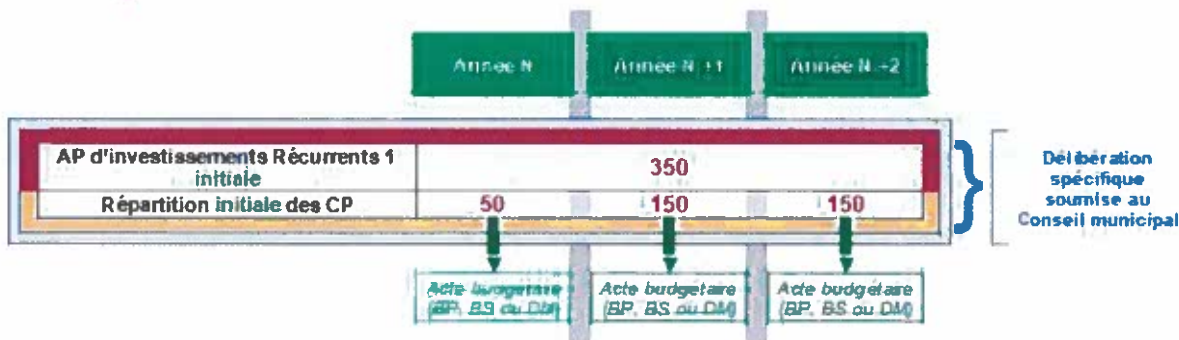 Année N Année N +1 Année N +2
AP d'investissements Récurrents 1
initiale
350
Répartition initiale des CP 50 150 150
Délibération
spécifique
soumise au
Conseil municipal
Acte budgétaire Acte budgétaire Acte budgétaire
(BP, BS ou DM) (BP, BS ou DM) (BP, BS ou DM)